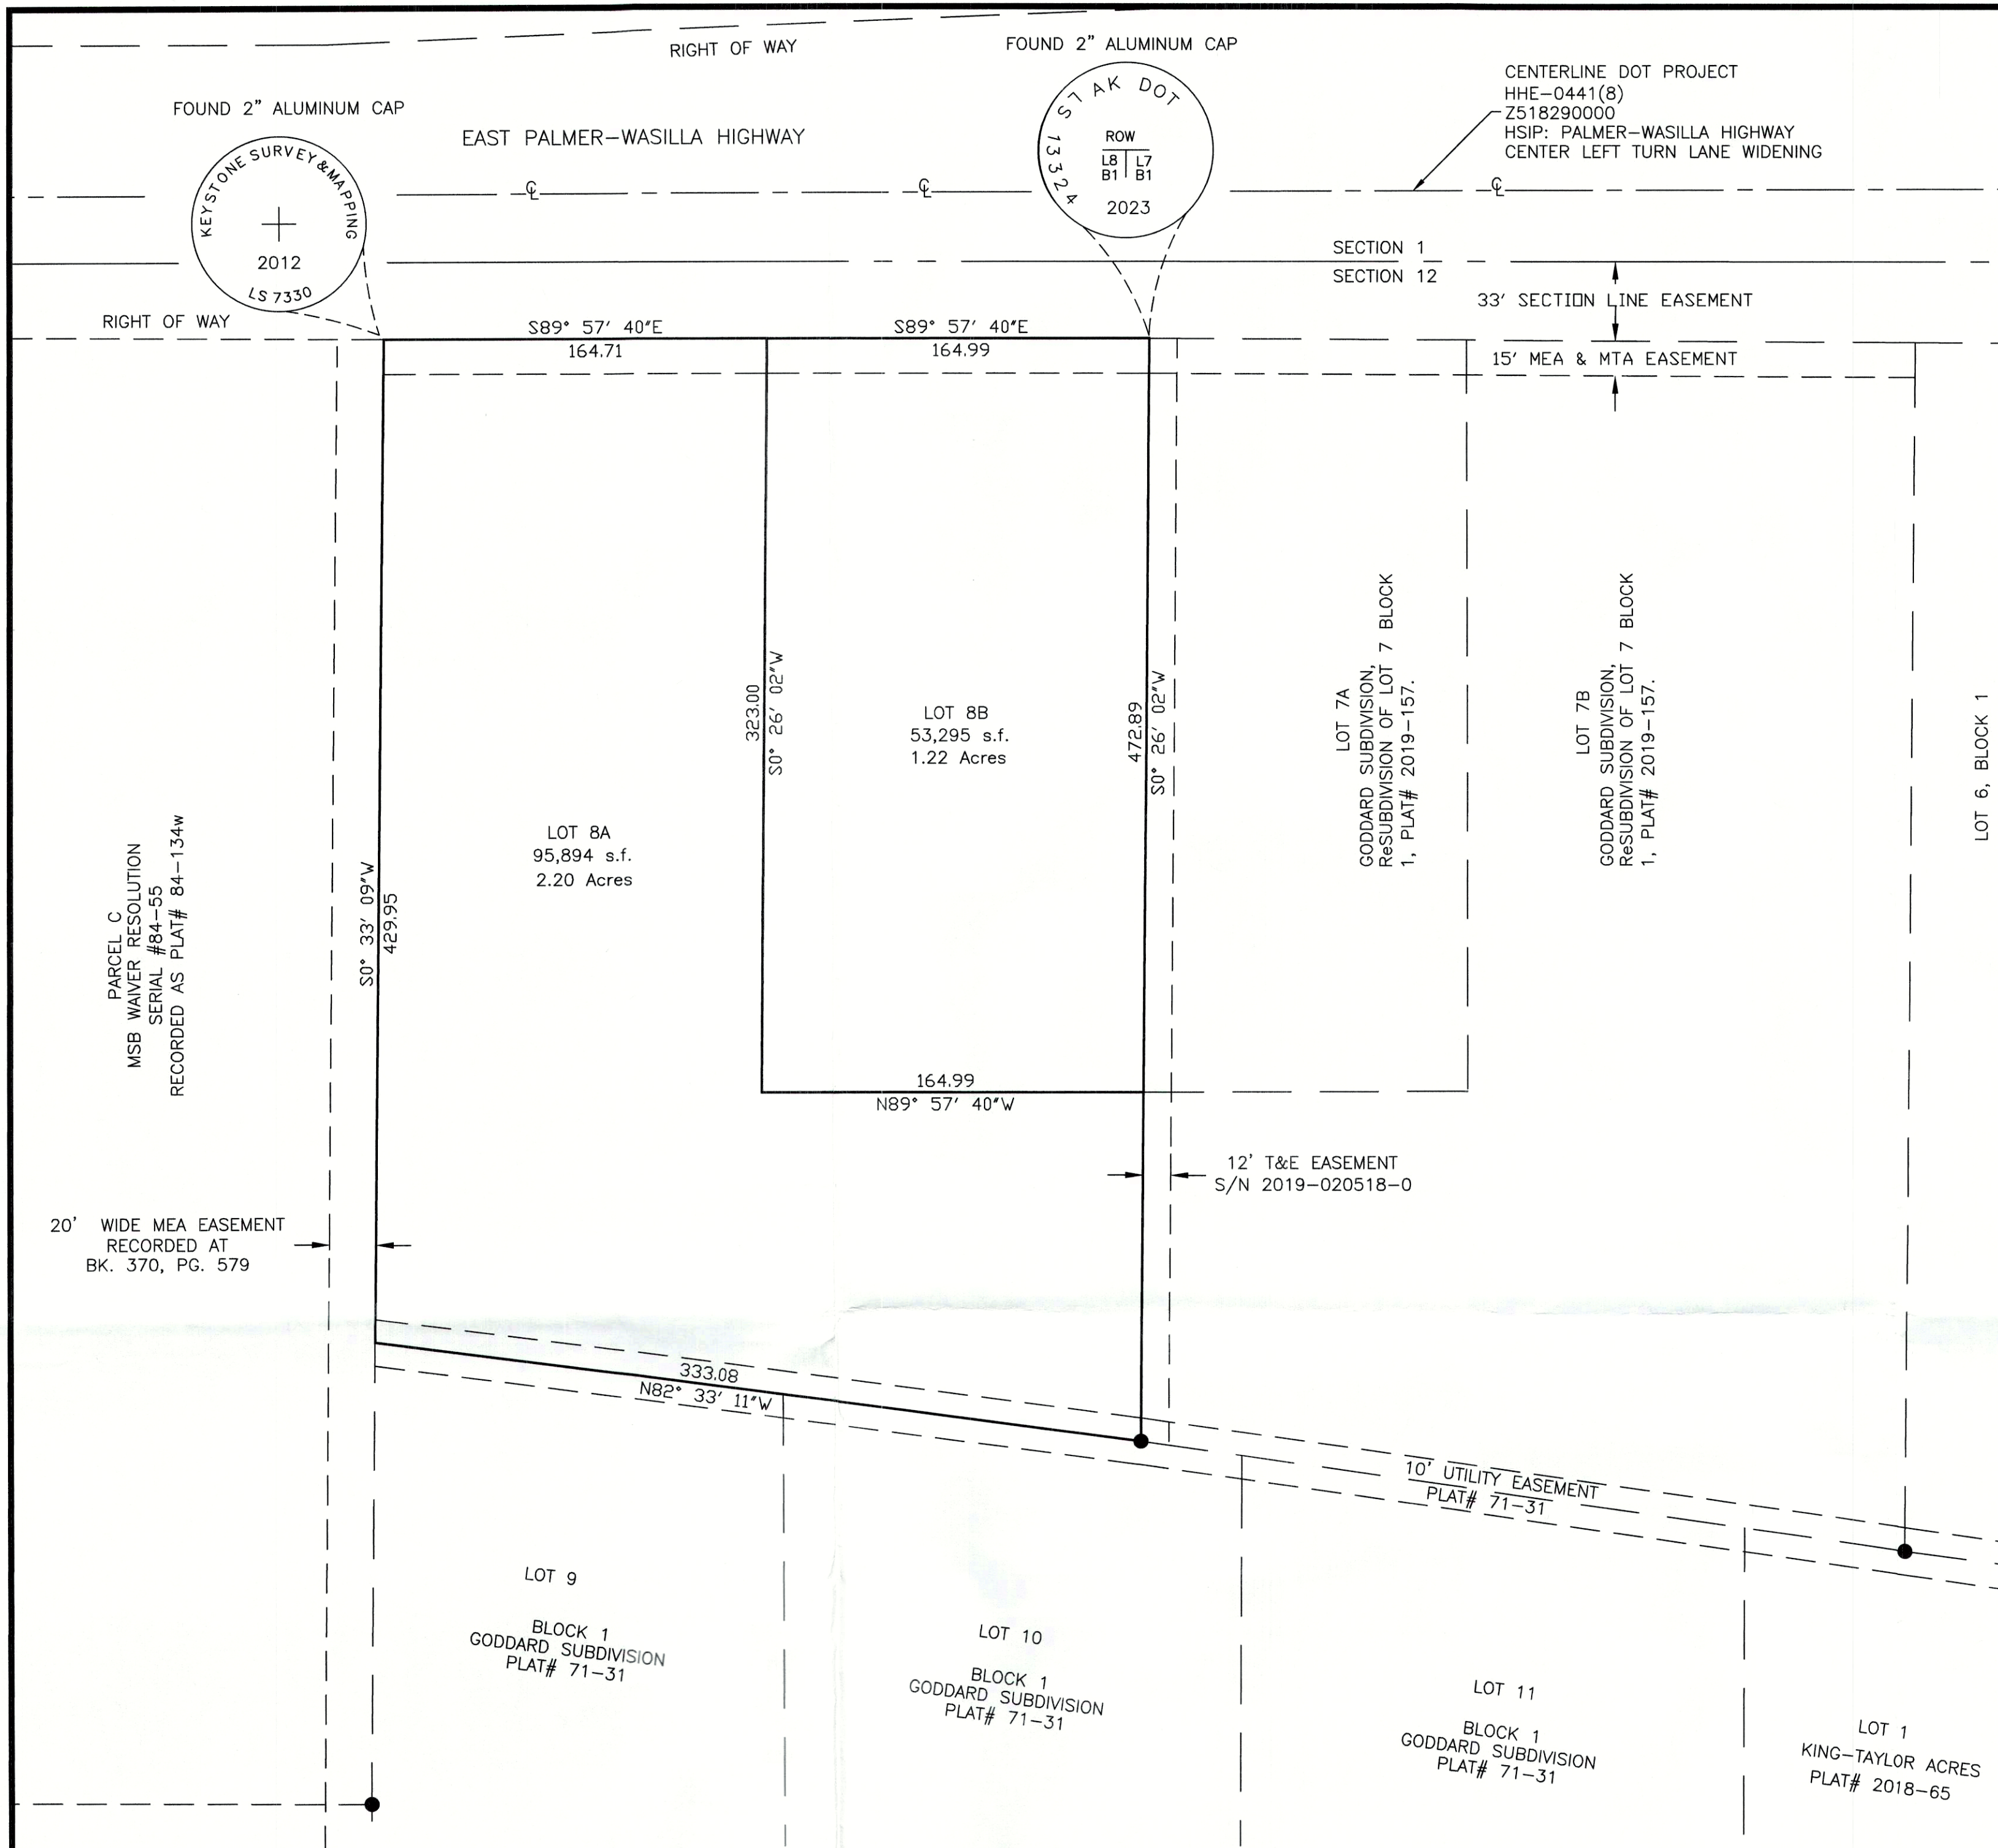 RIGHT OF WAY
FOUND 2" ALUMINUM CAP
FOUND 2" ALUMINUM CAP
EAST PALMER-WASILLA HIGHWAY
CENTERLINE DOT PROJECT
HHE-0441(8)
Z518290000
HSIP: PALMER-WASILLA HIGHWAY
CENTER LEFT TURN LANE WIDENING
KEYSTONE SURVEY&MAPPING
2012
LS 7330
13324 S7 AK DOT
ROW
L8 L7
B1 B1
2023
℄
℄
℄
SECTION 1
SECTION 12
33' SECTION LINE EASEMENT
RIGHT OF WAY
S89° 57' 40"E
164.71
S89° 57' 40"E
164.99
15' MEA & MTA EASEMENT
323.00
S0° 26' 02"W
LOT 8B
53,295 s.f.
1.22 Acres
472.89
S0° 26' 02"W
LOT 7A
GODDARD SUBDIVISION,
ReSUBDIVISION OF LOT 7 BLOCK
1, PLAT# 2019-157.
LOT 7B
GODDARD SUBDIVISION,
ReSUBDIVISION OF LOT 7 BLOCK
1, PLAT# 2019-157.
LOT 6, BLOCK 1
LOT 8A
95,894 s.f.
2.20 Acres
S0° 33' 09"W
429.95
PARCEL C
MSB WAIVER RESOLUTION
SERIAL #84-55
RECORDED AS PLAT# 84-134w
164.99
N89° 57' 40"W
12' T&E EASEMENT
S/N 2019-020518-0
20' WIDE MEA EASEMENT
RECORDED AT
BK. 370, PG. 579
333.08
N82° 33' 11"W
10' UTILITY EASEMENT
PLAT# 71-31
LOT 9
BLOCK 1
GODDARD SUBDIVISION
PLAT# 71-31
LOT 10
BLOCK 1
GODDARD SUBDIVISION
PLAT# 71-31
LOT 11
BLOCK 1
GODDARD SUBDIVISION
PLAT# 71-31
LOT 1
KING-TAYLOR ACRES
PLAT# 2018-65